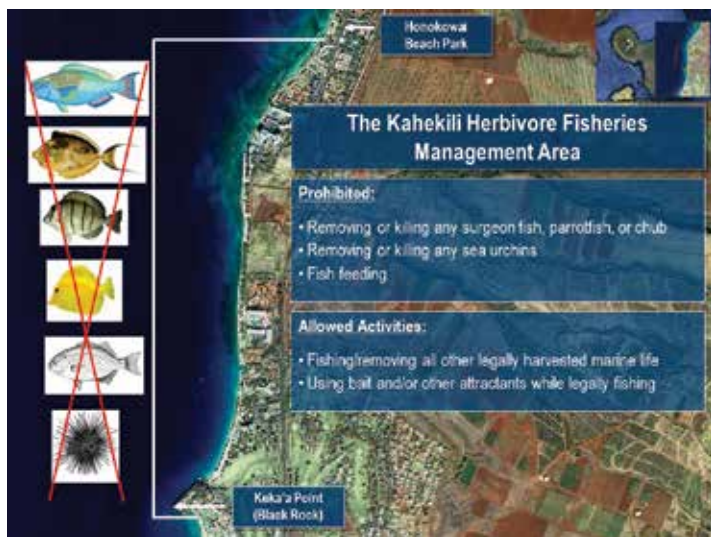 Honokowai
Beach Park
The Kahekili Herbivore Fisheries
Management Area
Prohibited:
• Removing or killing any surgeon fish, parrotfish, or chub
• Removing or killing any sea urchins
• Fish feeding
Allowed Activities:
• Fishing/removing all other legally harvested marine life
• Using bait and/or other attractants while legally fishing
Keka'a Point
(Black Rock)